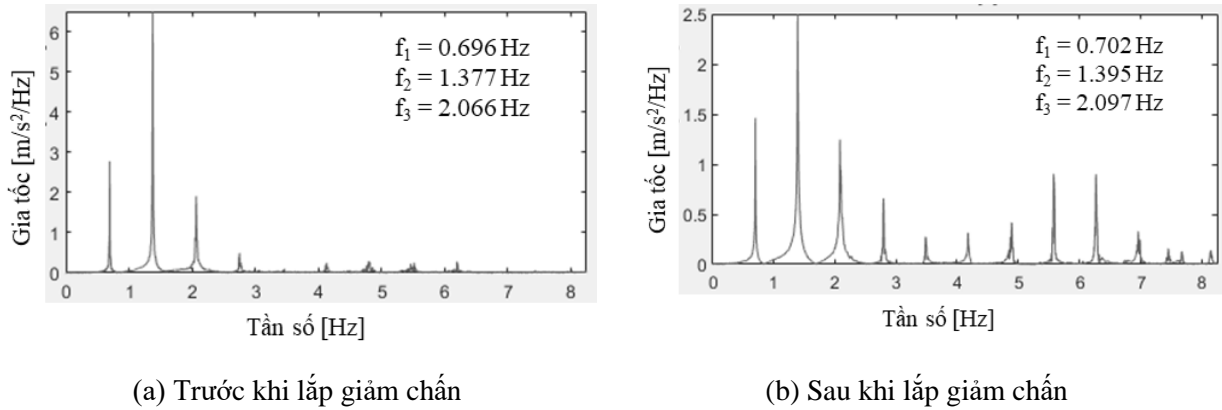 Gia tốc [m/s²/Hz]
6
5
4
3
2
1
0
f₁ = 0.696 Hz
f₂ = 1.377 Hz
f₃ = 2.066 Hz
0 1 2 3 4 5 6 7 8
Tần số [Hz]
(a) Trước khi lắp giảm chấn
Gia tốc [m/s²/Hz]
2.5
2
1.5
1
0.5
0
f₁ = 0.702 Hz
f₂ = 1.395 Hz
f₃ = 2.097 Hz
0 1 2 3 4 5 6 7 8
Tần số [Hz]
(b) Sau khi lắp giảm chấn